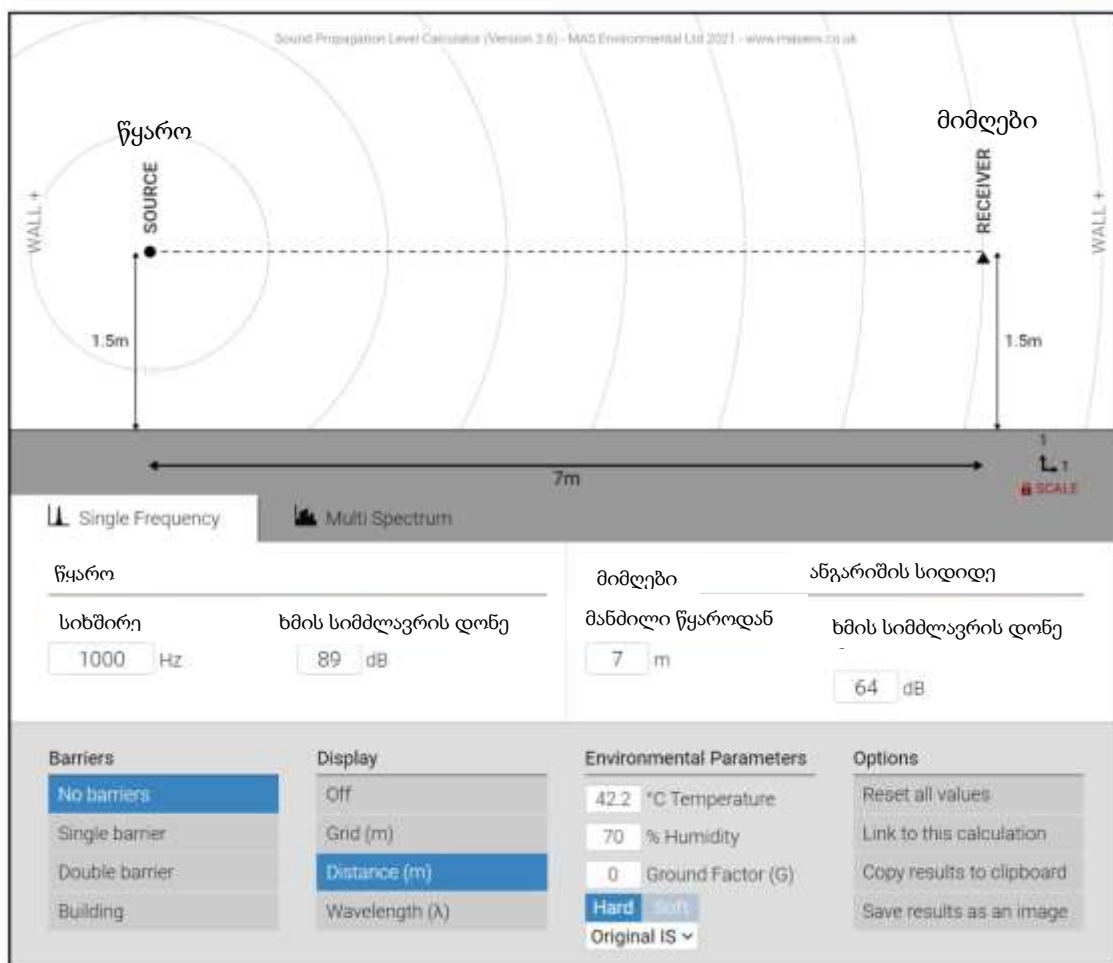 Sound Propagation Level Calculator (Version 3.6) - MAS Environmental Ltd 2021 - www.masenv.co.uk
წყარო
მიმღები
WALL +
SOURCE
RECEIVER
WALL +
1.5m
1.5m
7m
1
1
SCALE
Single Frequency
Multi Spectrum
წყარო
მიმღები
ანგარიშის სიდიდე
სიხშირე
ხმის სიმძლავრის დონე
მანძილი წყაროდან
ხმის სიმძლავრის დონე
1000 Hz
89 dB
7 m
64 dB
Barriers
Display
Environmental Parameters
Options
No barriers
Off
42.2 °C Temperature
Reset all values
Single barrier
Grid (m)
70 % Humidity
Link to this calculation
Double barrier
Distance (m)
0 Ground Factor (G)
Copy results to clipboard
Building
Wavelength (λ)
Hard Soft
Save results as an image
Original IS